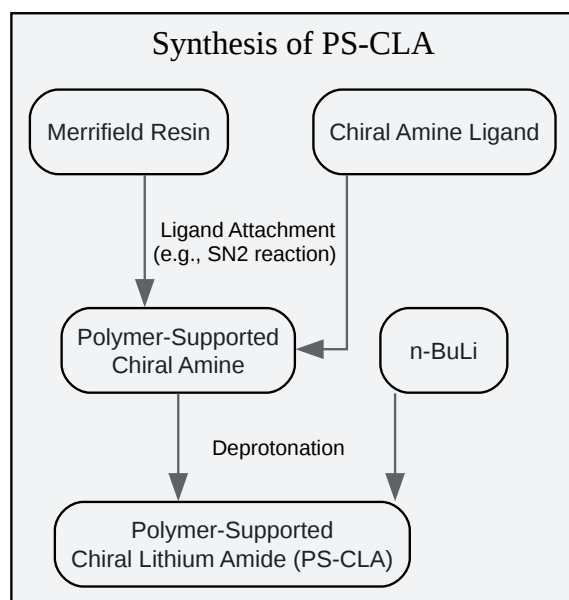 Synthesis of PS-CLA
Merrifield Resin
Chiral Amine Ligand
Ligand Attachment
(e.g., SN2 reaction)
Polymer-Supported
Chiral Amine
n-BuLi
Deprotonation
Polymer-Supported
Chiral Lithium Amide (PS-CLA)